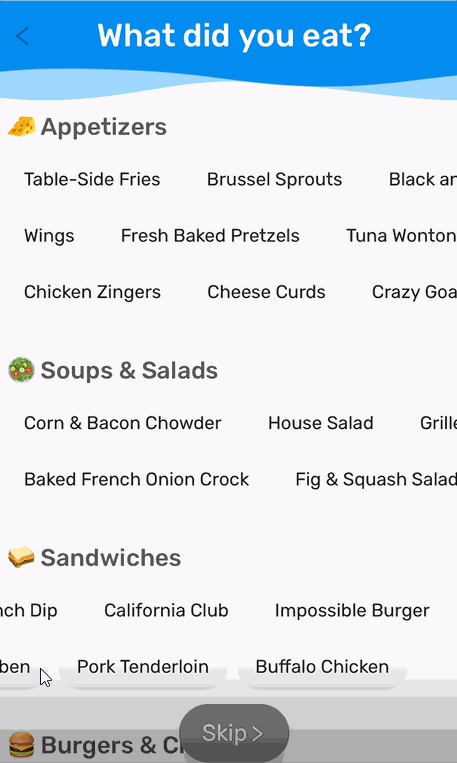 What did you eat?
Appetizers
Table-Side Fries Brussel Sprouts Black an
Wings Fresh Baked Pretzels Tuna Wonton
Chicken Zingers Cheese Curds Crazy Goa
Soups & Salads
Corn & Bacon Chowder House Salad Grille
Baked French Onion Crock Fig & Squash Salad
Sandwiches
nch Dip California Club Impossible Burger
ben Pork Tenderloin Buffalo Chicken
Burgers & C
Skip >